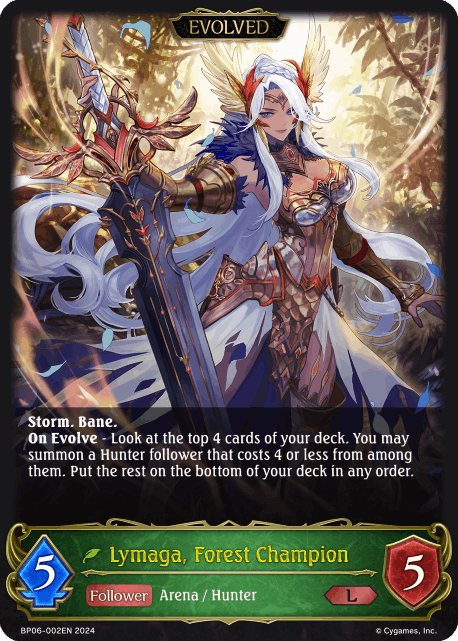 EVOLVED
Storm. Bane.
On Evolve - Look at the top 4 cards of your deck. You may
summon a Hunter follower that costs 4 or less from among
them. Put the rest on the bottom of your deck in any order.
Lymaga, Forest Champion
5
Follower Arena / Hunter L
5
BP06-002EN 2024 © Cygames, Inc.